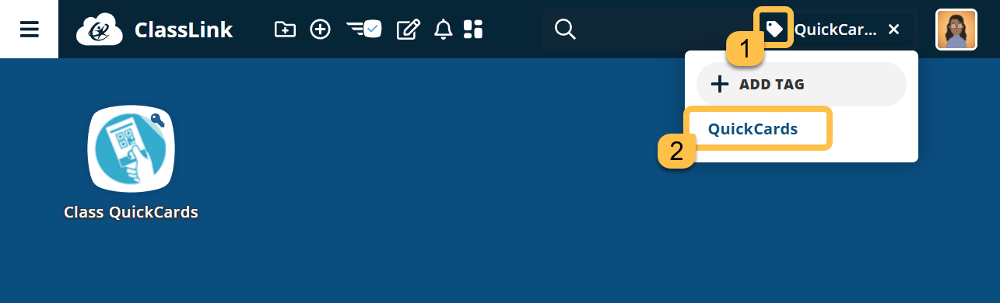 ClassLink
QuickCar...
1
ADD TAG
QuickCards
2
Class QuickCards